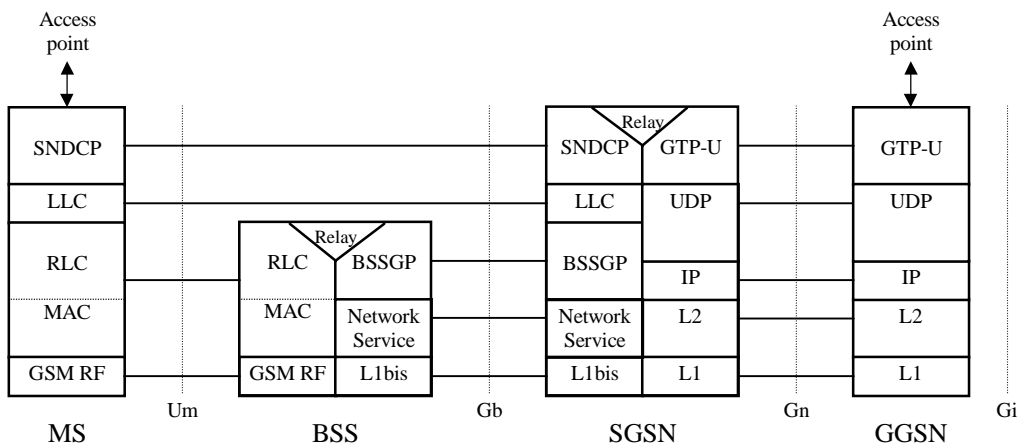 Access
point
Access
point
Relay
SNDCP
SNDCP
GTP-U
GTP-U
LLC
LLC
UDP
UDP
Relay
RLC
RLC
BSSGP
BSSGP
IP
IP
MAC
MAC
Network
Service
Network
Service
L2
L2
GSM RF
GSM RF
L1bis
L1bis
L1
L1
Um
Gb
Gn
Gi
MS
BSS
SGSN
GGSN